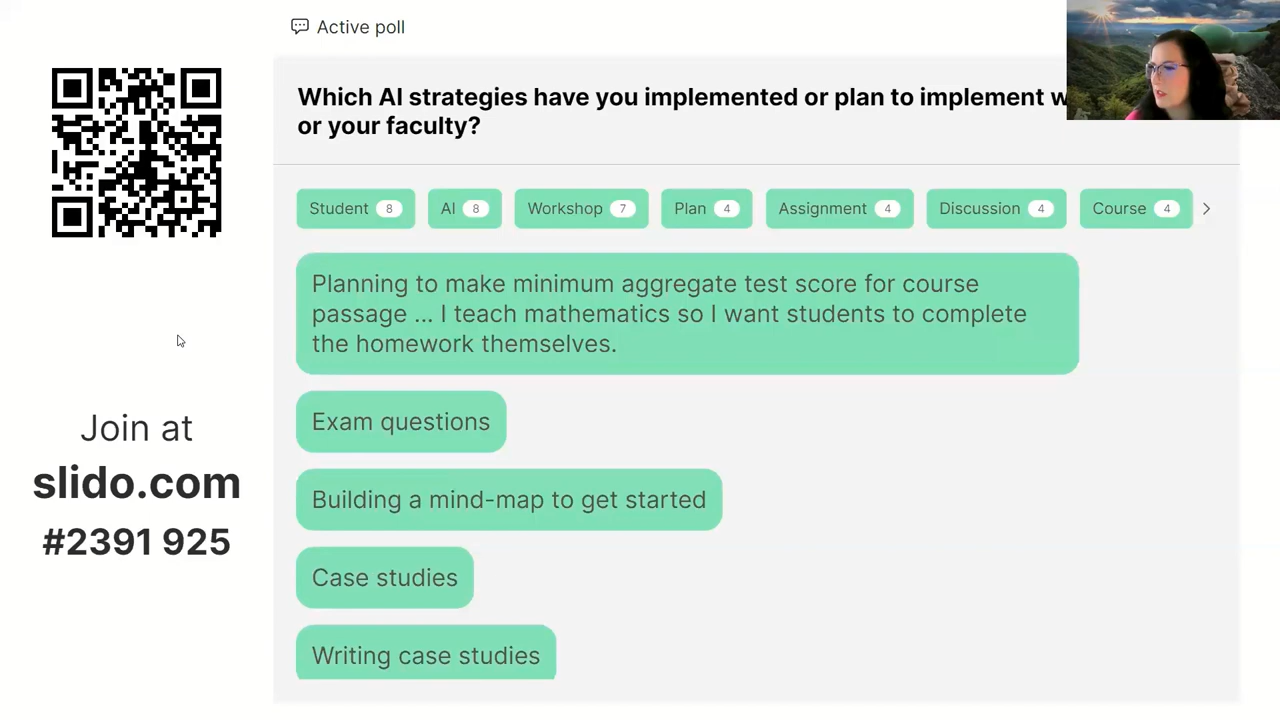 Active poll
Which AI strategies have you implemented or plan to implement
or your faculty?
Student 8
AI 8
Workshop 7
Plan 4
Assignment 4
Discussion 4
Course 4
Planning to make minimum aggregate test score for course
passage ... I teach mathematics so I want students to complete
the homework themselves.
Exam questions
Building a mind-map to get started
Case studies
Writing case studies
Join at
slido.com
#2391 925